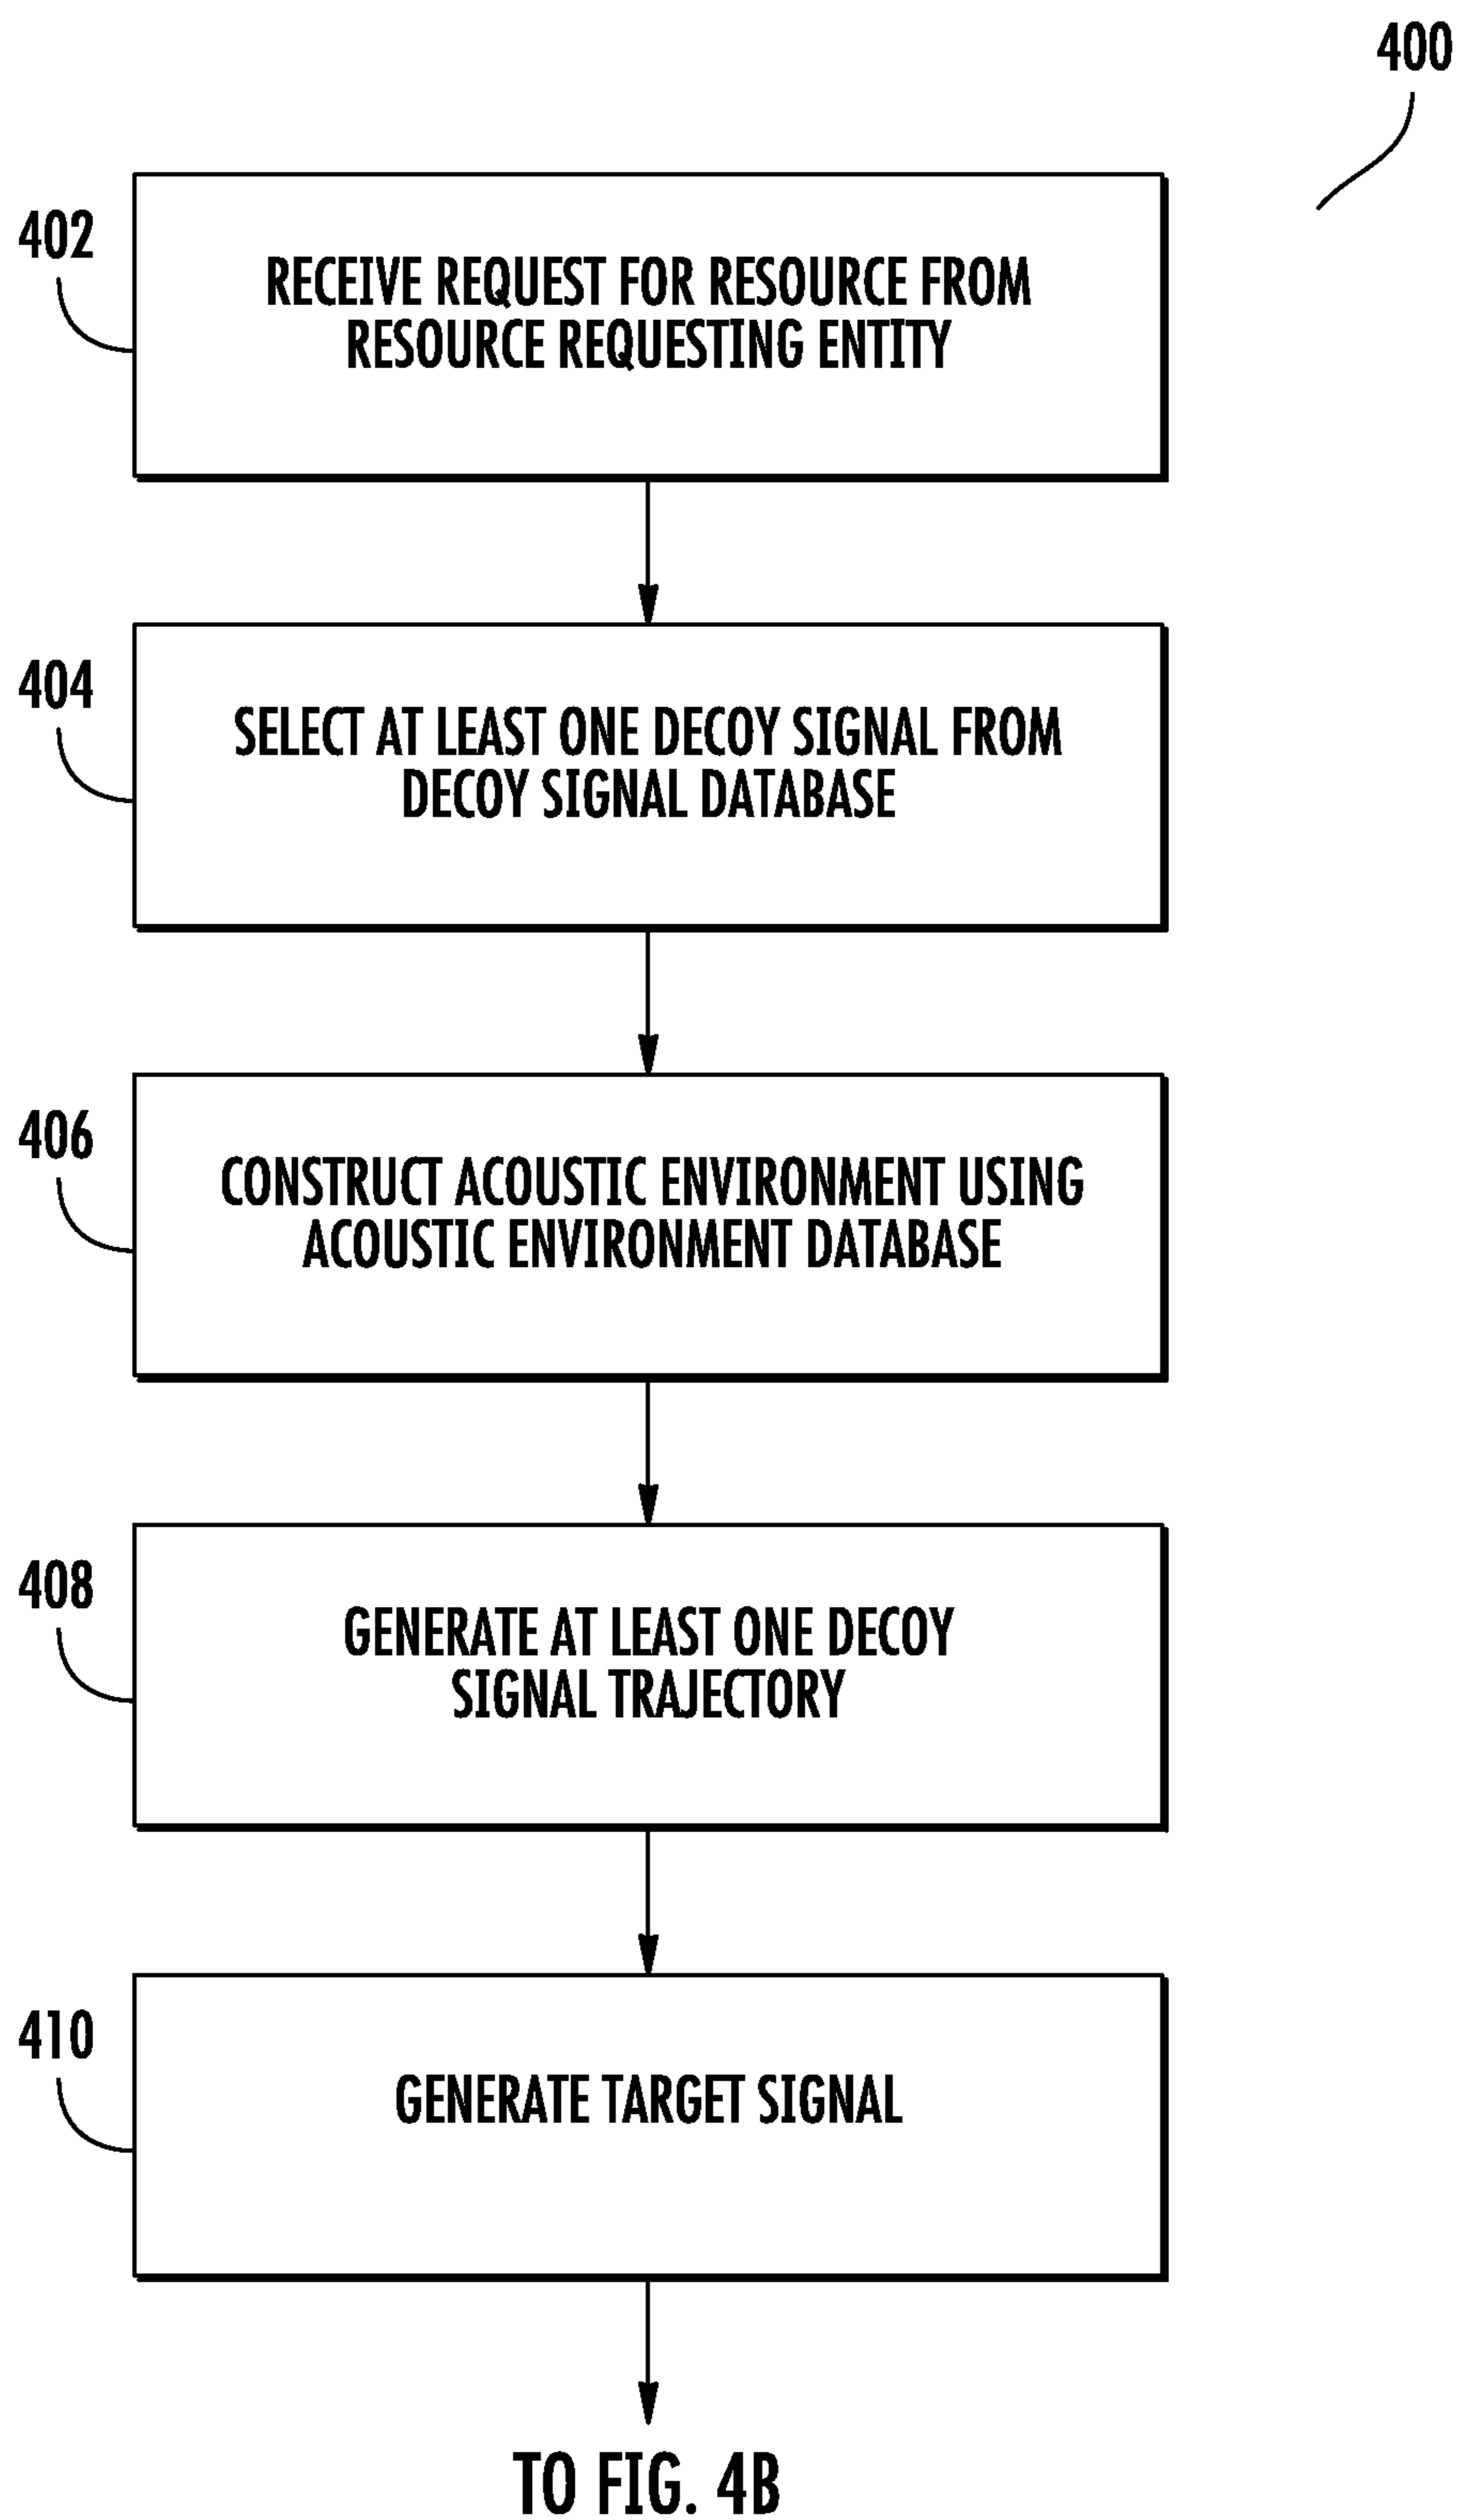 400
402
RECEIVE REQUEST FOR RESOURCE FROM
RESOURCE REQUESTING ENTITY
404
SELECT AT LEAST ONE DECOY SIGNAL FROM
DECOY SIGNAL DATABASE
406
CONSTRUCT ACOUSTIC ENVIRONMENT USING
ACOUSTIC ENVIRONMENT DATABASE
408
GENERATE AT LEAST ONE DECOY
SIGNAL TRAJECTORY
410
GENERATE TARGET SIGNAL
TO FIG. 4B